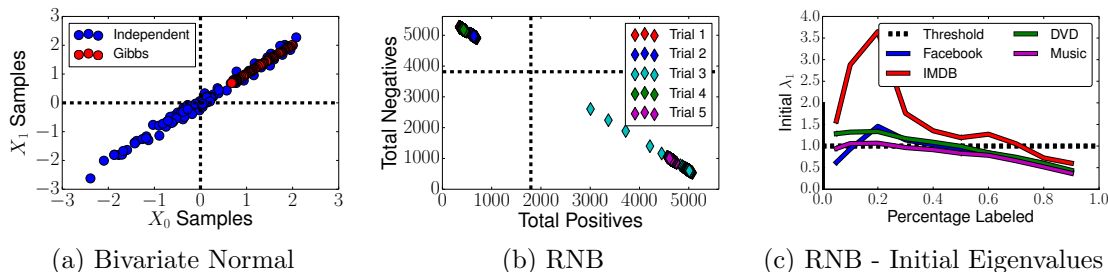 Independent
Gibbs
X₁ Samples
3
2
1
0
−1
−2
−3
−3 −2 −1 0 1 2 3
X₀ Samples
(a) Bivariate Normal
Trial 1
Trial 2
Trial 3
Trial 4
Trial 5
Total Negatives
5000
4000
3000
2000
1000
0
0 1000 2000 3000 4000 5000
Total Positives
(b) RNB
Threshold
Facebook
IMDB
DVD
Music
Initial λ₁
4.0
3.5
3.0
2.5
2.0
1.5
1.0
0.5
0.0
0.0 0.2 0.4 0.6 0.8 1.0
Percentage Labeled
(c) RNB - Initial Eigenvalues